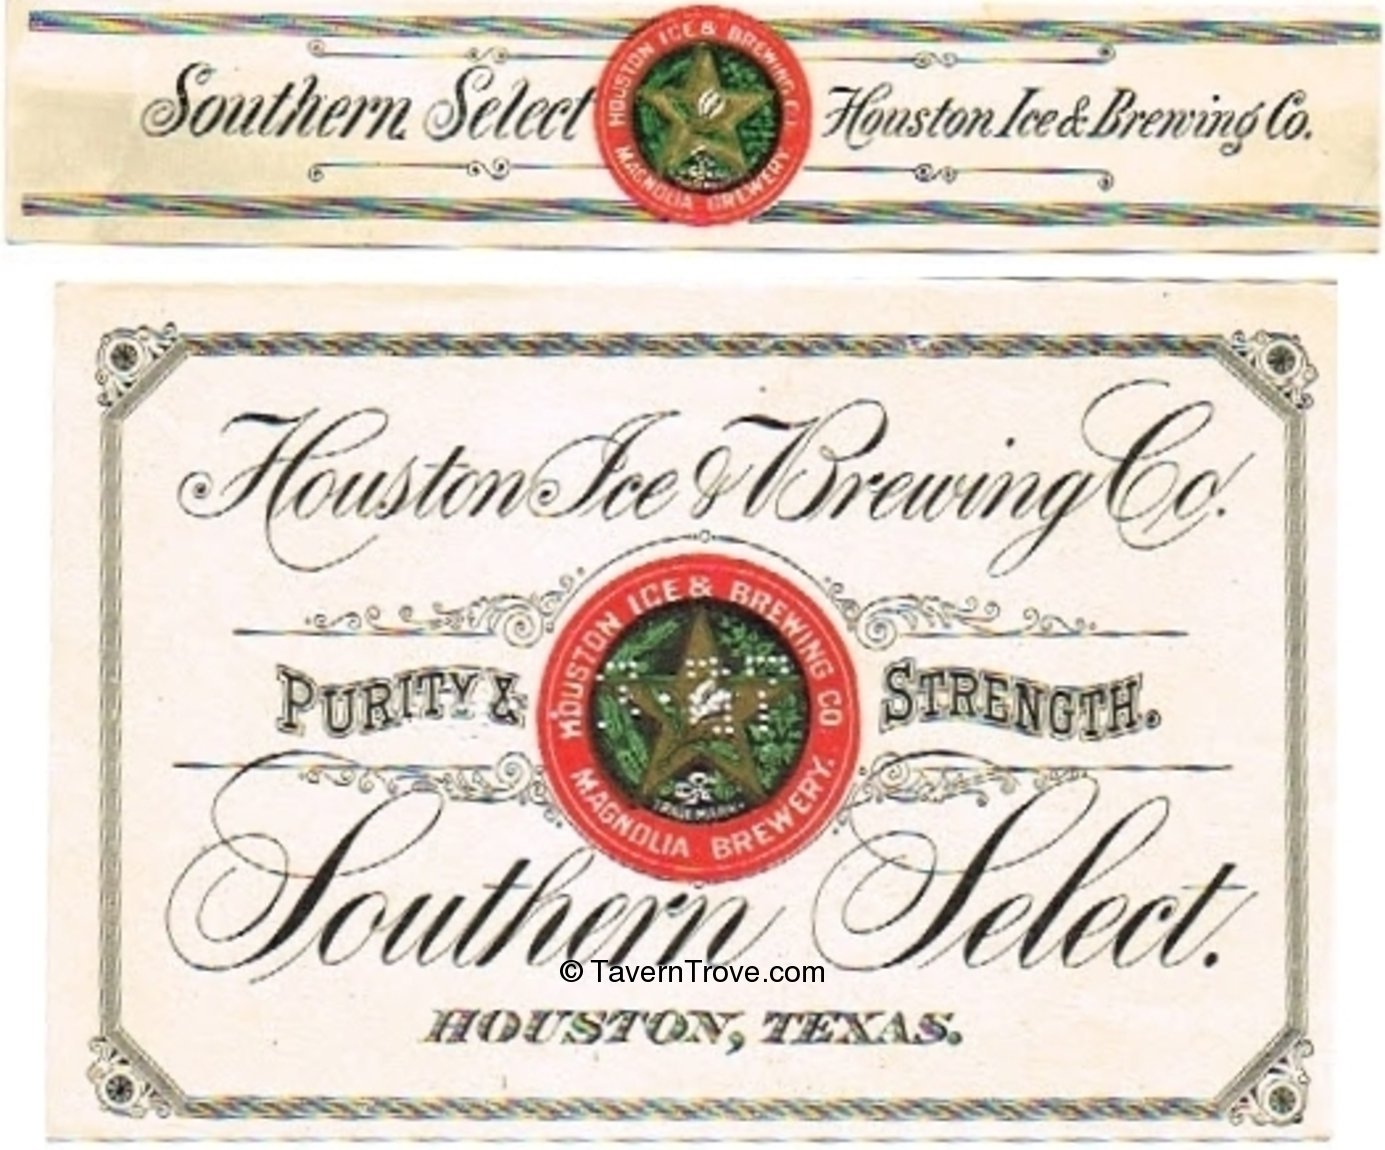 Southern Select
HOUSTON ICE & BREWING CO.
MAGNOLIA BREWERY
Houston Ice & Brewing Co.
Houston Ice & Brewing Co.
PURITY &
HOUSTON ICE & BREWING CO
MAGNOLIA BREWERY.
TRADE MARK
STRENGTH.
Southern Select.
© TavernTrove.com
HOUSTON, TEXAS.